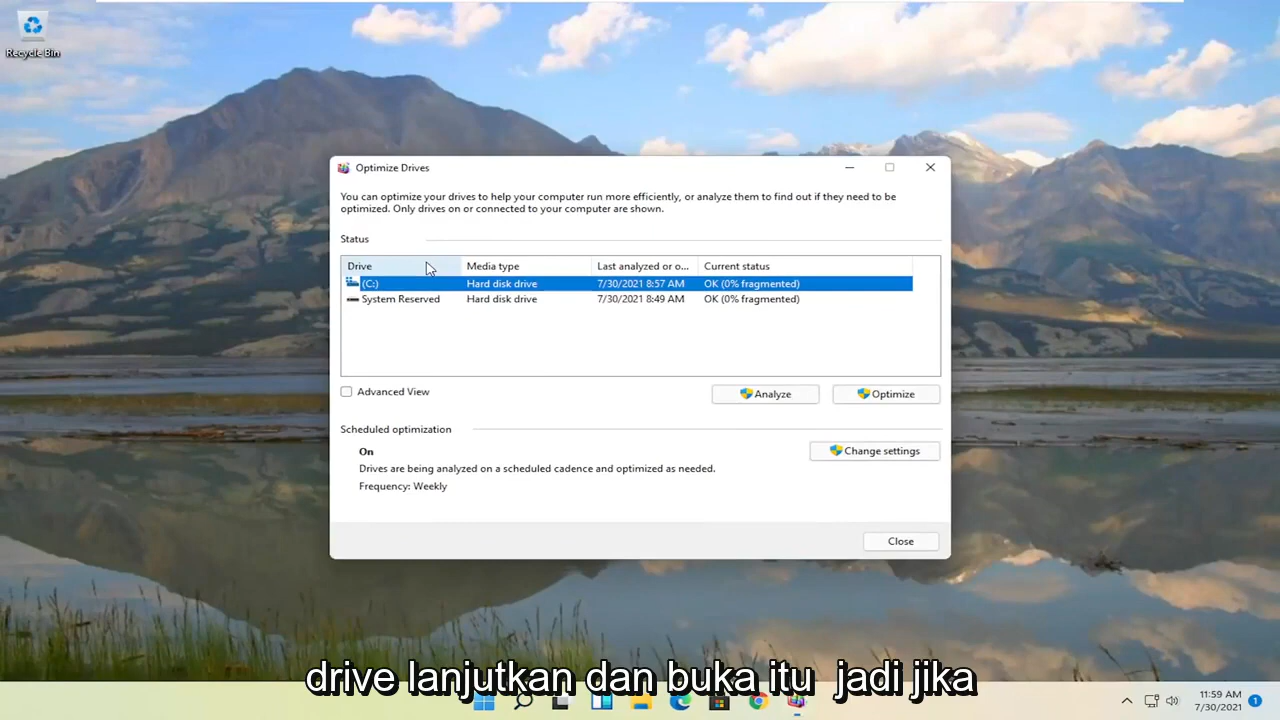 Recycle Bin
Optimize Drives
You can optimize your drives to help your computer run more efficiently, or analyze them to find out if they need to be
optimized. Only drives on or connected to your computer are shown.
Status
Drive Media type Last analyzed or o... Current status
(C:) Hard disk drive 7/30/2021 8:57 AM OK (0% fragmented)
System Reserved Hard disk drive 7/30/2021 8:49 AM OK (0% fragmented)
Advanced View Analyze Optimize
Scheduled optimization
On Change settings
Drives are being analyzed on a scheduled cadence and optimized as needed.
Frequency: Weekly
Close
drive lanjutkan dan buka itu jadi jika
11:59 AM
7/30/2021 1